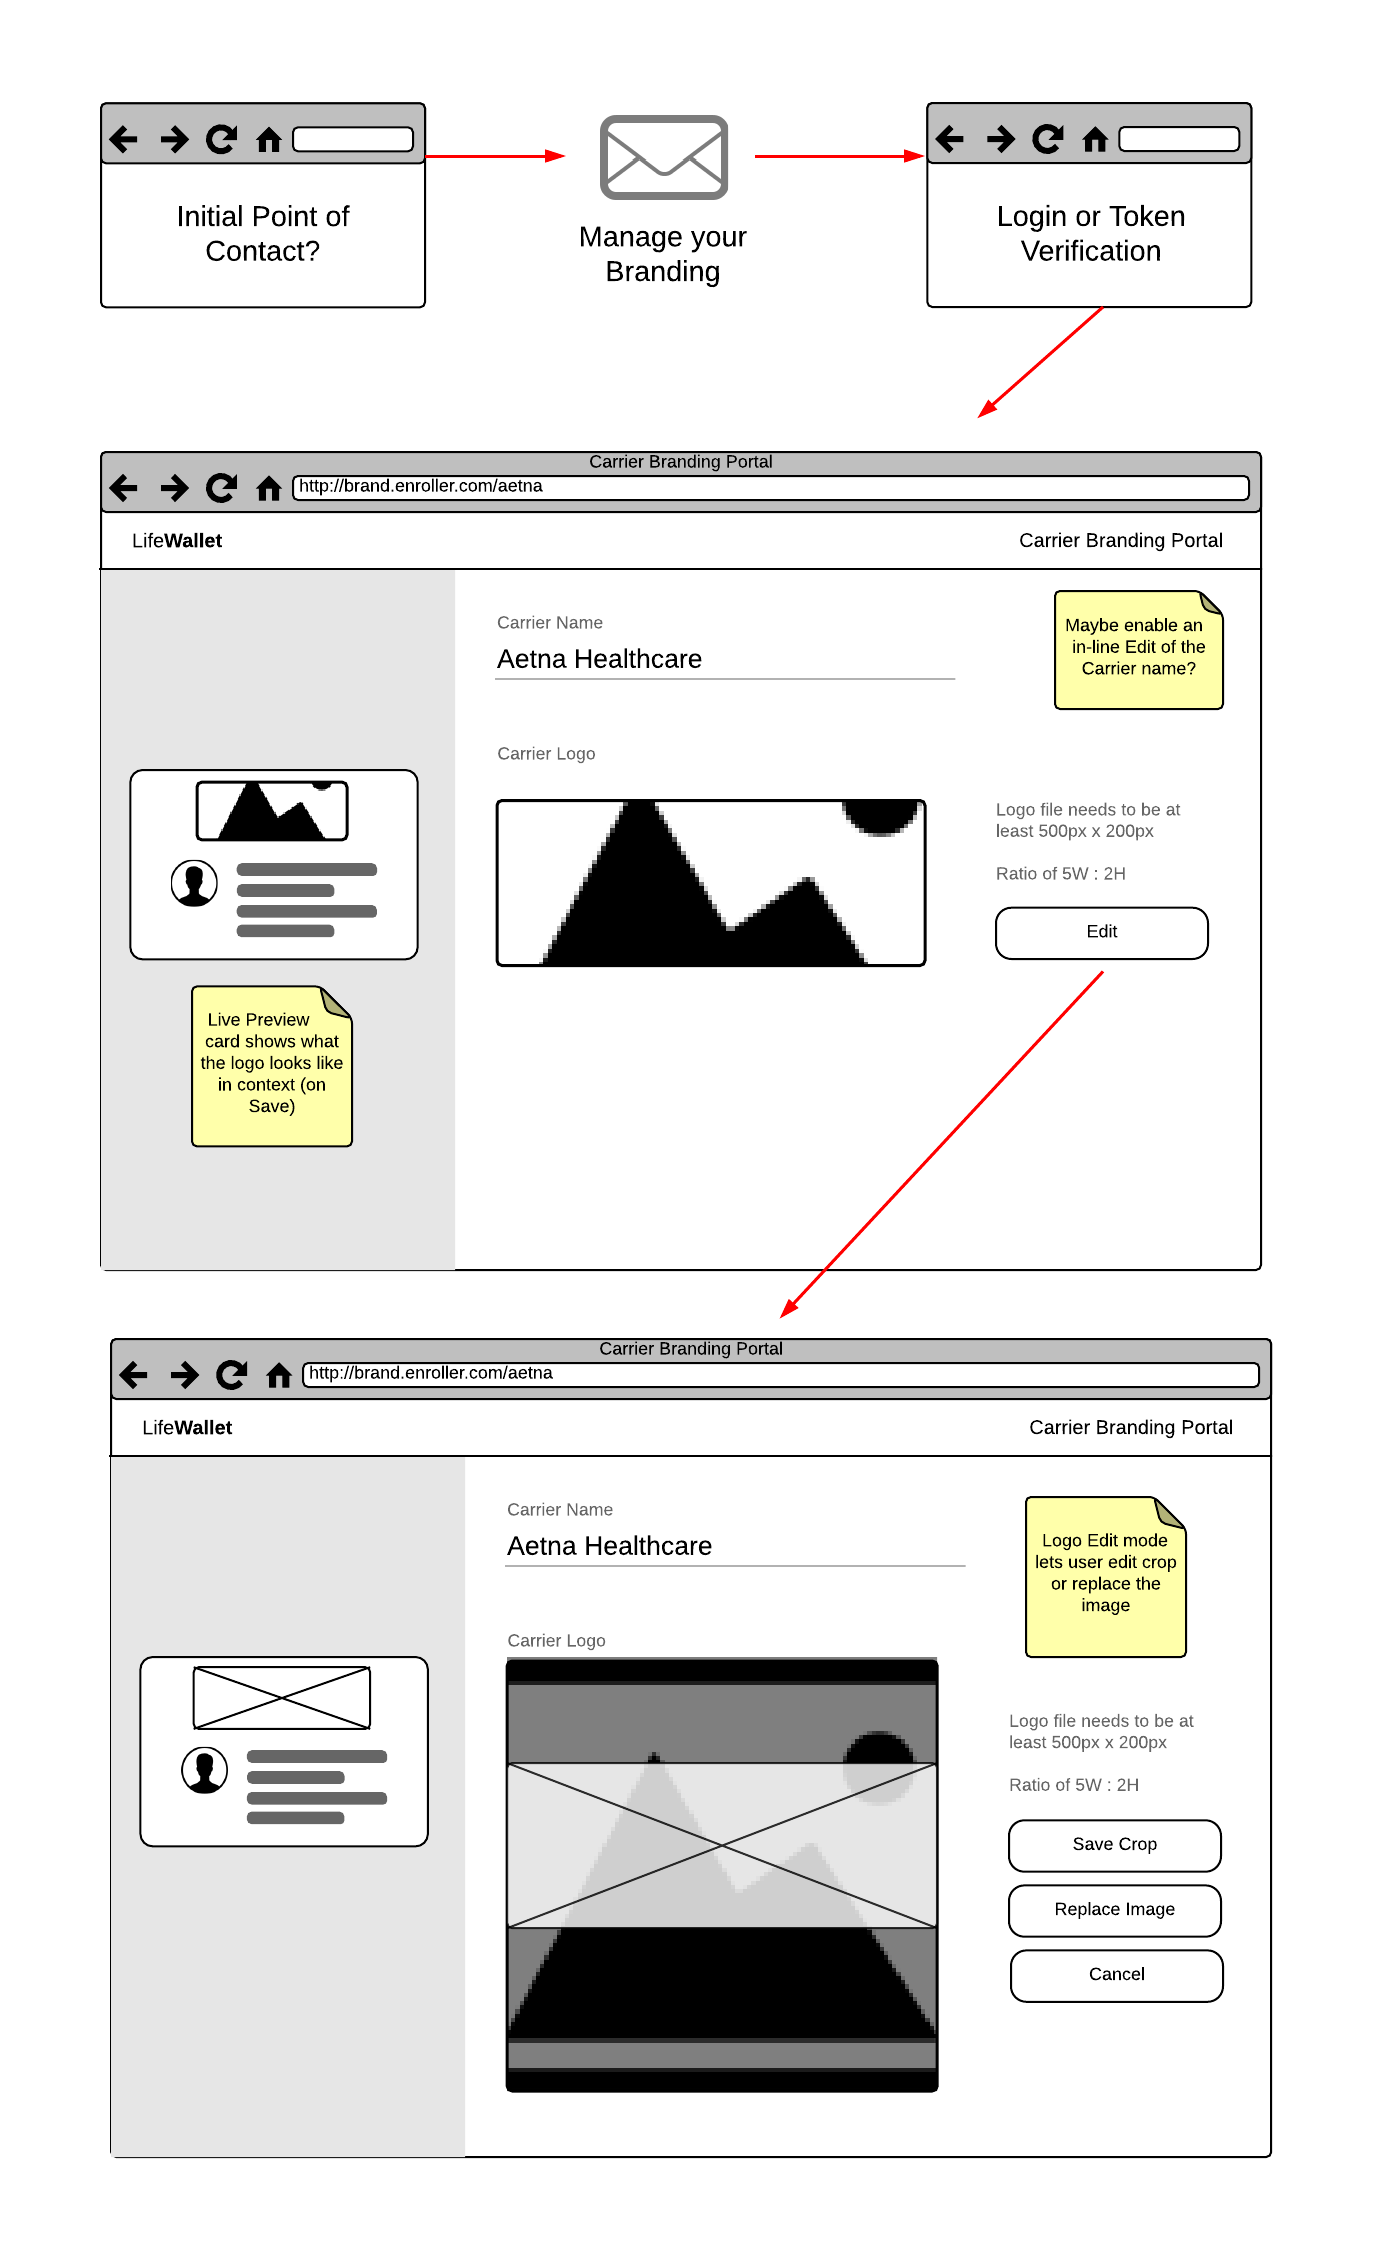 Initial Point of
Contact?
Manage your
Branding
Login or Token
Verification
Carrier Branding Portal
http://brand.enroller.com/aetna
LifeWallet
Carrier Branding Portal
Carrier Name
Aetna Healthcare
Maybe enable an
in-line Edit of the
Carrier name?
Carrier Logo
Logo file needs to be at
least 500px x 200px
Ratio of 5W : 2H
Edit
Live Preview
card shows what
the logo looks like
in context (on
Save)
Carrier Branding Portal
http://brand.enroller.com/aetna
LifeWallet
Carrier Branding Portal
Carrier Name
Aetna Healthcare
Logo Edit mode
lets user edit crop
or replace the
image
Carrier Logo
Logo file needs to be at
least 500px x 200px
Ratio of 5W : 2H
Save Crop
Replace Image
Cancel